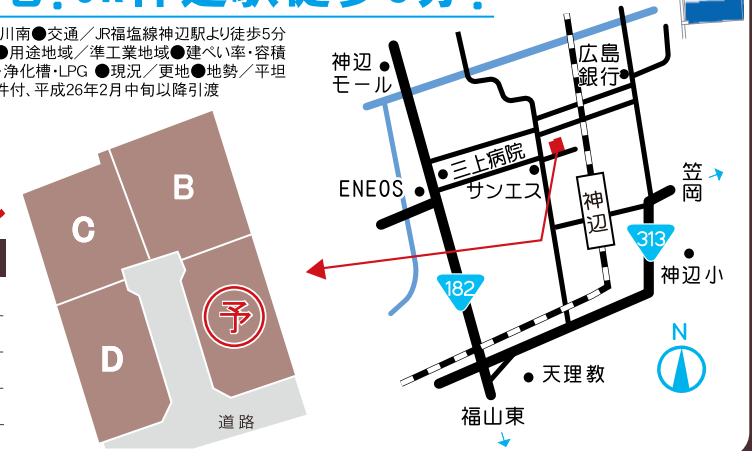 川南●交通／JR福塩線神辺駅より徒歩5分
●用途地域／準工業地域●建ぺい率・容積
・浄化槽・LPG ●現況／更地●地勢／平坦
件付、平成26年2月中旬以降引渡
B
C
予
D
道路
神辺
モール
広島
銀行
三上病院
サンエス
ENEOS
神辺
笠岡
313
182
神辺小
天理教
福山東
N